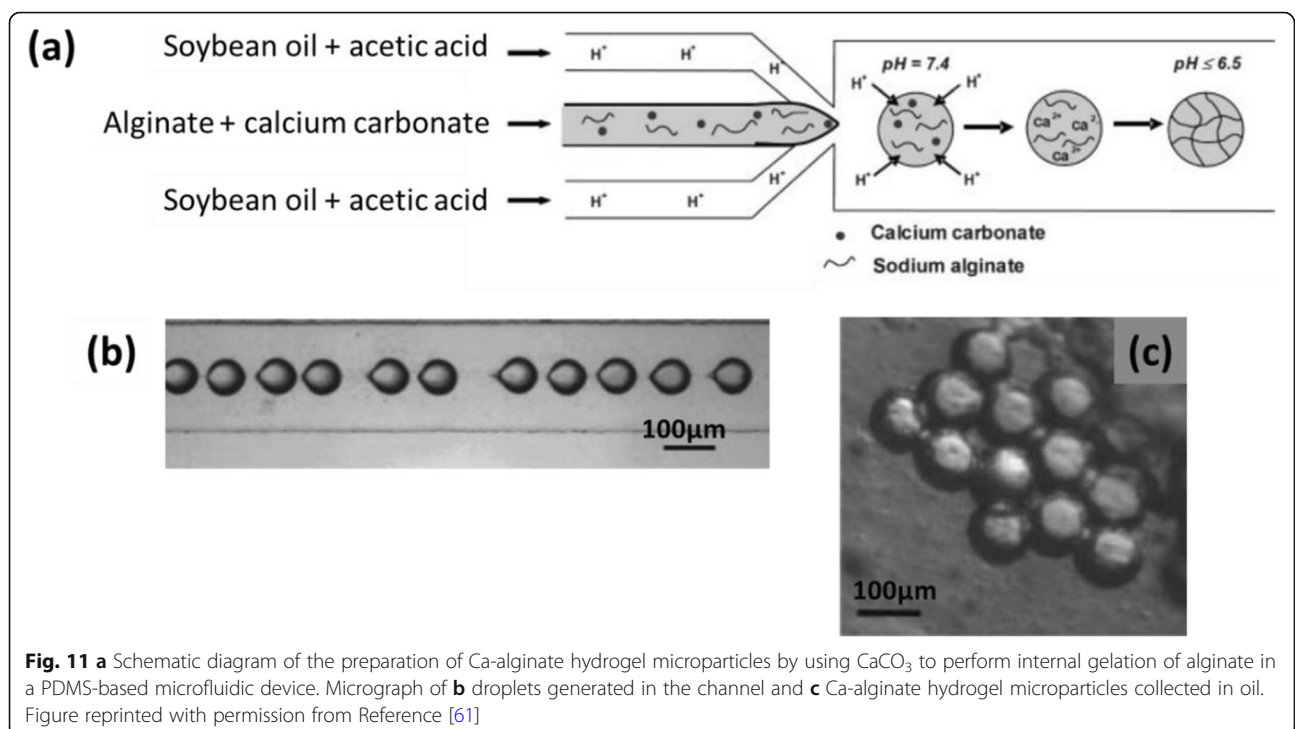 (a)
Soybean oil + acetic acid
H⁺ H⁺ H⁺
Alginate + calcium carbonate
Soybean oil + acetic acid
H⁺ H⁺ H⁺
pH = 7.4
pH ≤ 6.5
H⁺ H⁺
Ca²⁺ Ca²
Ca²⁺
H⁺ H⁺
Calcium carbonate
Sodium alginate
(b)
100μm
(c)
100μm
Fig. 11 a Schematic diagram of the preparation of Ca-alginate hydrogel microparticles by using CaCO₃ to perform internal gelation of alginate in
a PDMS-based microfluidic device. Micrograph of b droplets generated in the channel and c Ca-alginate hydrogel microparticles collected in oil.
Figure reprinted with permission from Reference [61]